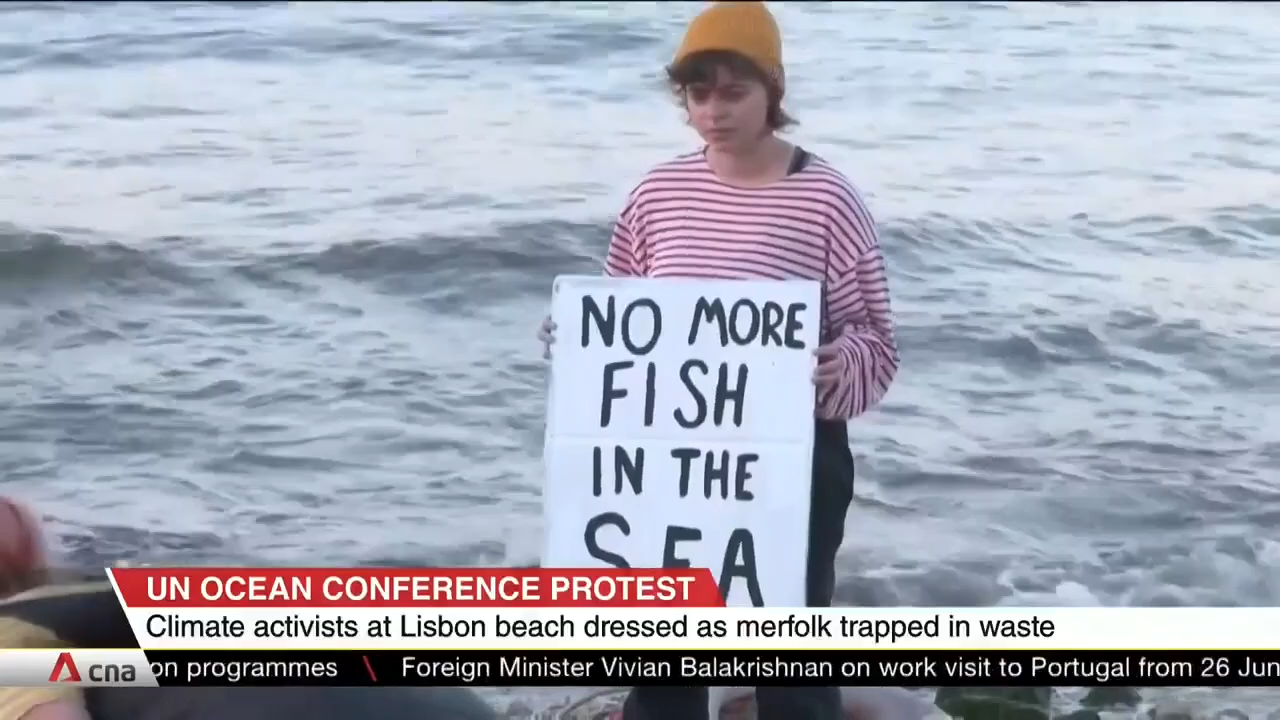 NO MORE
FISH
IN THE
SEA
UN OCEAN CONFERENCE PROTEST
Climate activists at Lisbon beach dressed as merfolk trapped in waste
cna
on programmes \ Foreign Minister Vivian Balakrishnan on work visit to Portugal from 26 Jun